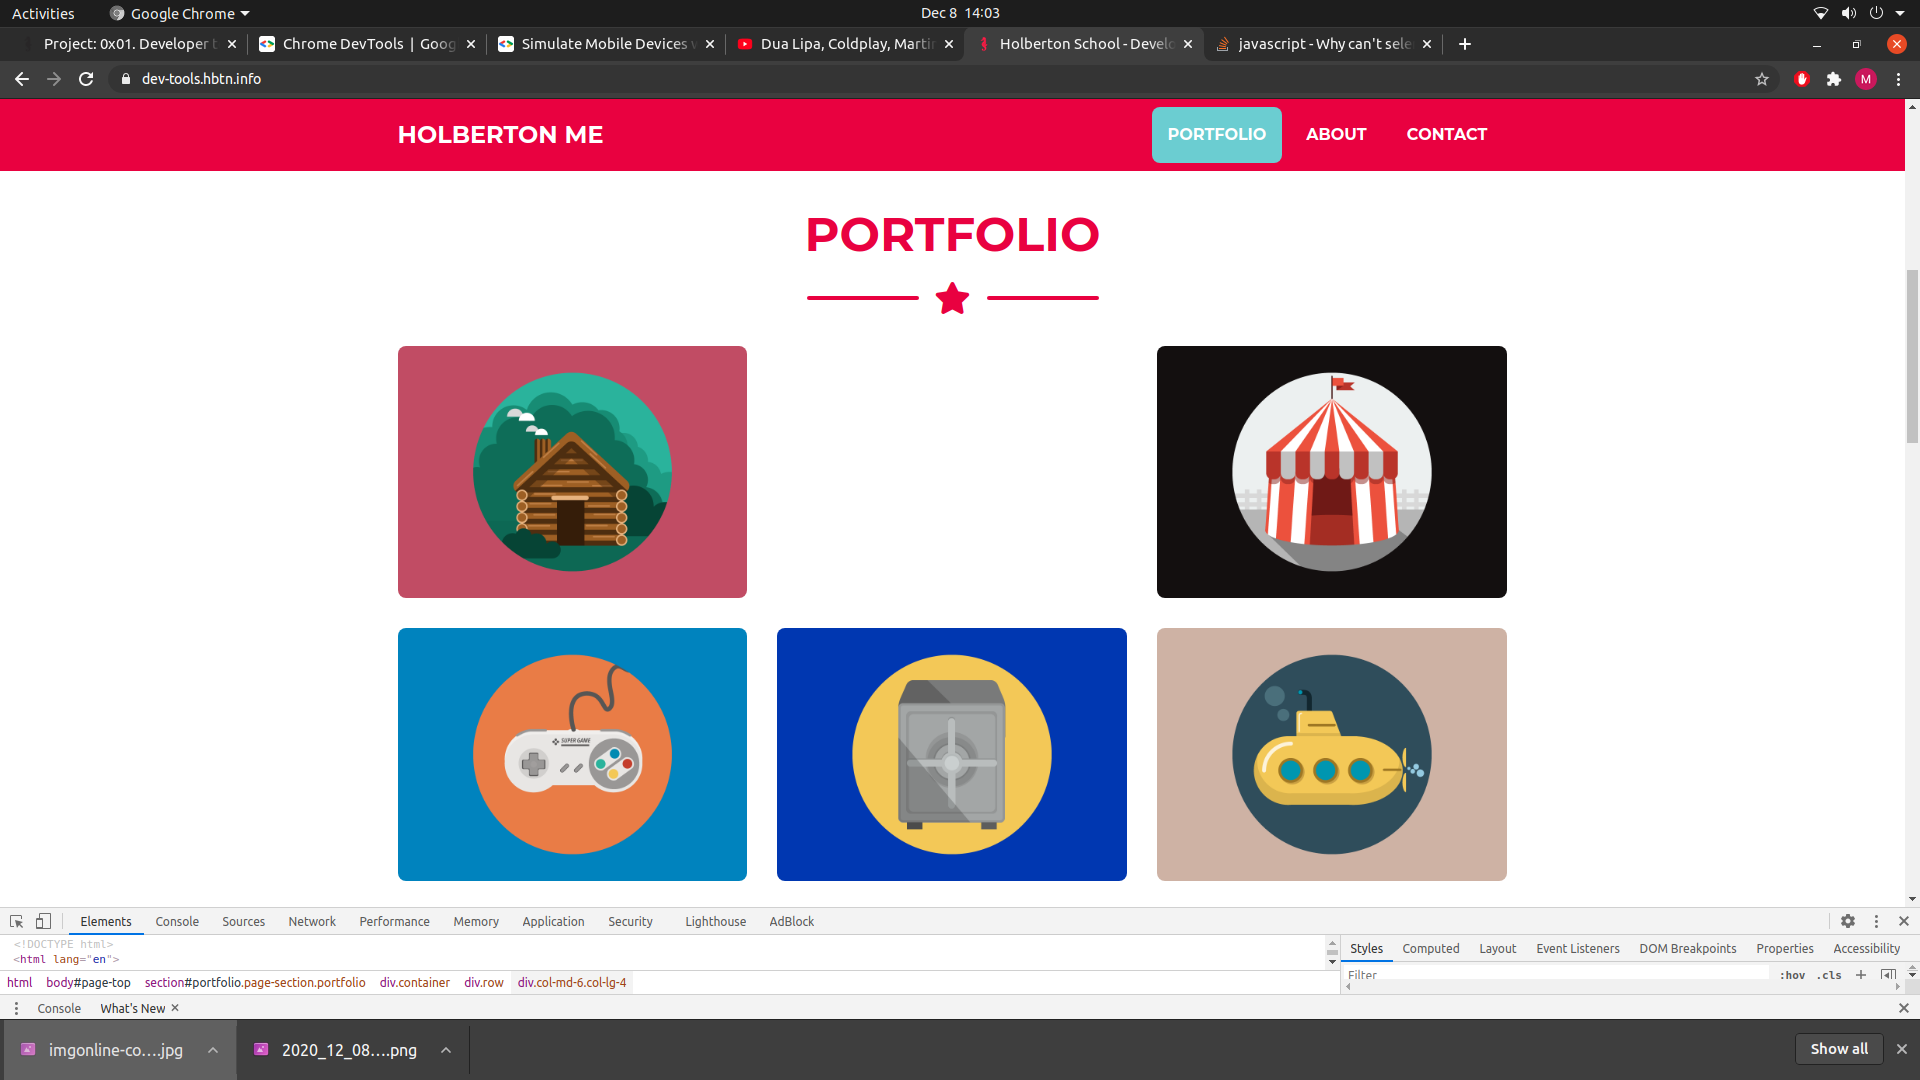 Activities Google Chrome Dec 8 14:03
Project: 0x01. Developer t Chrome DevTools | Goog Simulate Mobile Devices w Dua Lipa, Coldplay, Martin Holberton School - Develo javascript - Why can't sele
dev-tools.hbtn.info M
HOLBERTON ME PORTFOLIO ABOUT CONTACT
PORTFOLIO
SUPER GAME
Elements Console Sources Network Performance Memory Application Security Lighthouse AdBlock
<!DOCTYPE html>
<html lang="en">
Styles Computed Layout Event Listeners DOM Breakpoints Properties Accessibility
Filter :hov .cls
html body#page-top section#portfolio.page-section.portfolio div.container div.row div.col-md-6.col-lg-4
Console What's New
imgonline-co....jpg 2020_12_08....png Show all